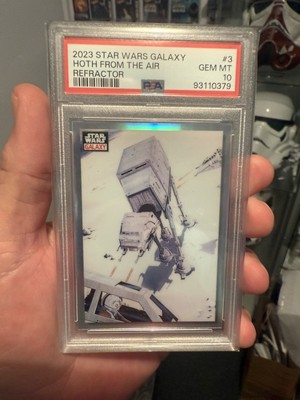 2023 STAR WARS GALAXY #3
HOTH FROM THE AIR GEM MT
REFRACTOR PSA 10
93110379
STAR
WARS
GALAXY